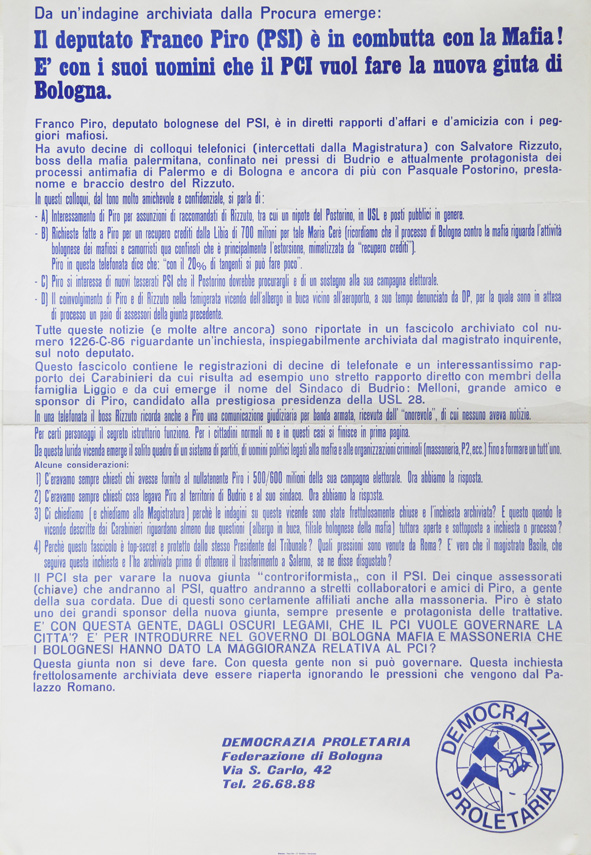 Da un'indagine archiviata dalla Procura emerge:
Il deputato Franco Piro (PSI) è in combutta con la Mafia!
E' con i suoi uomini che il PCI vuol fare la nuova giuta di
Bologna.
Franco Piro, deputato bolognese del PSI, è in diretti rapporti d'affari e d'amicizia con i peg-
giori mafiosi.
Ha avuto decine di colloqui telefonici (intercettati dalla Magistratura) con Salvatore Rizzuto,
boss della mafia palermitana, confinato nei pressi di Budrio e attualmente protagonista dei
processi antimafia di Palermo e di Bologna e ancora di più con Pasquale Postorino, presta-
nome e braccio destro del Rizzuto.
In questi colloqui, dal tono molto amichevole e confidenziale, si parla di:
- A) Interessamento di Piro per assunzioni di raccomandati di Rizzuto, tra cui un nipote del Postorino, in USL e posti pubblici in genere.
- B) Richieste fatte a Piro per un recupero crediti dalla Libia di 700 milioni per tale Maria Cerè (ricordiamo che il processo di Bologna contro la mafia riguarda l'attività
bolognese dei mafiosi e camorristi qua confinati che è principalmente l'estorsione, mimetizzata da "recupero crediti").
Piro in questa telefonata dice che: "con il 20% di tangenti si può fare poco".
- C) Piro si interessa di nuovi tesserati PSI che il Postorino dovrebbe procurargli e di un sostegno alla sua campagna elettorale.
- D) Il coinvolgimento di Piro e di Rizzuto nella famigerata vicenda dell'albergo in buca vicino all'aeroporto, a suo tempo denunciato da DP, per la quale sono in attesa
di processo un paio di assessori della giunta precedente.
Tutte queste notizie (e molte altre ancora) sono riportate in un fascicolo archiviato col nu-
mero 1226-C-86 riguardante un'inchiesta, inspiegabilmente archiviata dal magistrato inquirente,
sul noto deputato.
Questo fascicolo contiene le registrazioni di decine di telefonate e un interessantissimo rap-
porto dei Carabinieri da cui risulta ad esempio uno stretto rapporto diretto con membri della
famiglia Liggio e da cui emerge il nome del Sindaco di Budrio: Melloni, grande amico e
sponsor di Piro, candidato alla prestigiosa presidenza della USL 28.
In una telefonata il boss Rizzuto ricorda anche a Piro una comunicazione giudiziaria per banda armata, ricevuta dall' "onorevole", di cui nessuno aveva notizie.
Per certi personaggi il segreto istruttorio funziona. Per i cittadini normali no e in questi casi si finisce in prima pagina.
Da questa lurida vicenda emerge il solito quadro di un sistema di partiti, di uomini politici legati alla mafia e alle organizzazioni criminali (massoneria, P2, ecc.) fino a formare un tutt'uno.
Alcune considerazioni:
1) C'eravamo sempre chiesti chi avesse fornito al nullatenente Piro i 500/600 milioni della sua campagna elettorale. Ora abbiamo la risposta.
2) C'eravamo sempre chiesti cosa legava Piro al territorio di Budrio e al suo sindaco. Ora abbiamo la risposta.
3) Ci chiediamo (e chiediamo alla Magistratura) perchè le indagini su queste vicende sono state frettolosamente chiuse e l'inchiesta archiviata? E questo quando le
vicende descritte dai Carabinieri riguardano almeno due questioni (albergo in buca, filiale bolognese della mafia) tuttora aperte e sottoposte a inchiesta o processo?
4) Perchè questo fascicolo è top-secret e protetto dallo stesso Presidente del Tribunale? Quali pressioni sono venute da Roma? E' vero che il magistrato Basile, che
seguiva questa inchiesta e l'ha archiviata prima di ottenere il trasferimento a Salerno, se ne disse disgustato?
Il PCI sta per varare la nuova giunta "controriformista,, con il PSI. Dei cinque assessorati
(chiave) che andranno al PSI, quattro andranno a stretti collaboratori e amici di Piro, a gente
della sua cordata. Due di questi sono certamente affiliati anche alla massoneria. Piro è stato
uno dei grandi sponsor della nuova giunta, sempre presente e protagonista delle trattative.
E' CON QUESTA GENTE, DAGLI OSCURI LEGAMI, CHE IL PCI VUOLE GOVERNARE LA
CITTA'? E' PER INTRODURRE NEL GOVERNO DI BOLOGNA MAFIA E MASSONERIA CHE
I BOLOGNESI HANNO DATO LA MAGGIORANZA RELATIVA AL PCI?
Questa giunta non si deve fare. Con questa gente non si può governare. Questa inchiesta
frettolosamente archiviata deve essere riaperta ignorando le pressioni che vengono dal Pa-
lazzo Romano.
DEMOCRAZIA PROLETARIA
Federazione di Bologna
Via S. Carlo, 42
Tel. 26.68.88
DEMOCRAZIA
PROLETARIA